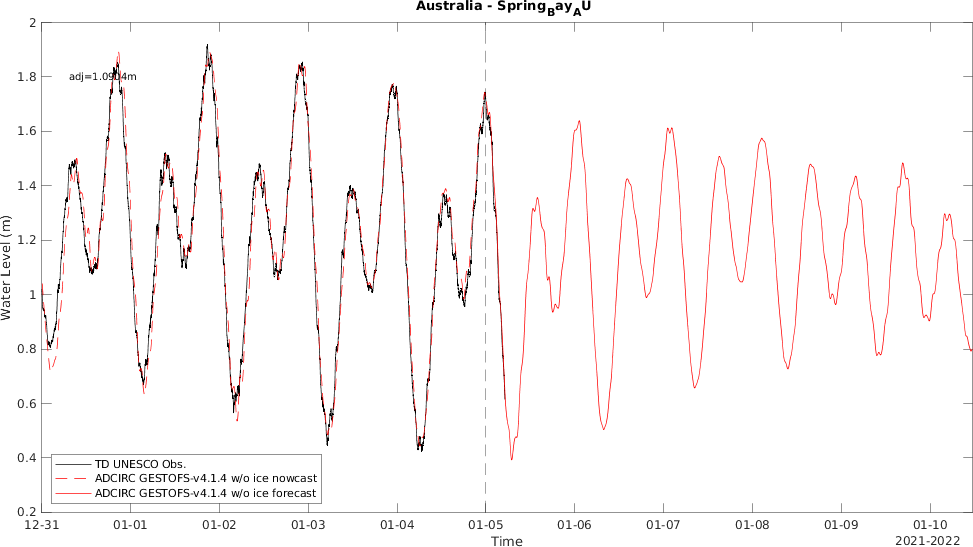 Australia - SpringBayAU
2
adj=1.0904m
1.8
1.6
1.4
1.2
1
0.8
0.6
0.4
0.2
Water Level (m)
TD UNESCO Obs.
ADCIRC GESTOFS-v4.1.4 w/o ice nowcast
ADCIRC GESTOFS-v4.1.4 w/o ice forecast
12-31 01-01 01-02 01-03 01-04 01-05 01-06 01-07 01-08 01-09 01-10
Time
2021-2022